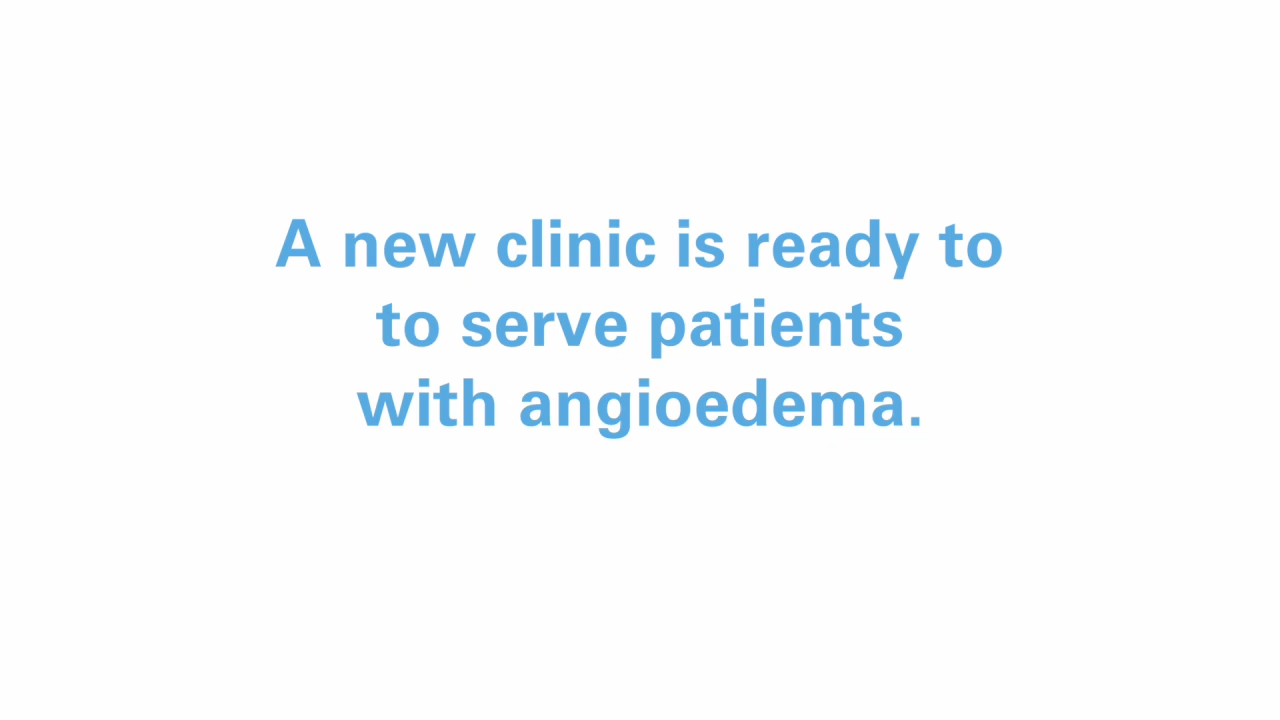 A new clinic is ready to
to serve patients
with angioedema.